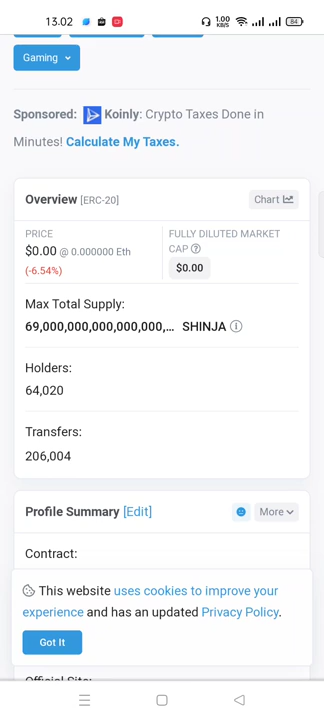 13.02
1.00
KB/S
84
Gaming
Sponsored: Koinly: Crypto Taxes Done in
Minutes! Calculate My Taxes.
Overview [ERC-20]
Chart
PRICE
$0.00 @ 0.000000 Eth
(-6.54%)
FULLY DILUTED MARKET
CAP
$0.00
Max Total Supply:
69,000,000,000,000,000,... SHINJA
Holders:
64,020
Transfers:
206,004
Profile Summary [Edit]
More
Contract:
This website uses cookies to improve your
experience and has an updated Privacy Policy.
Got It
Official Site: